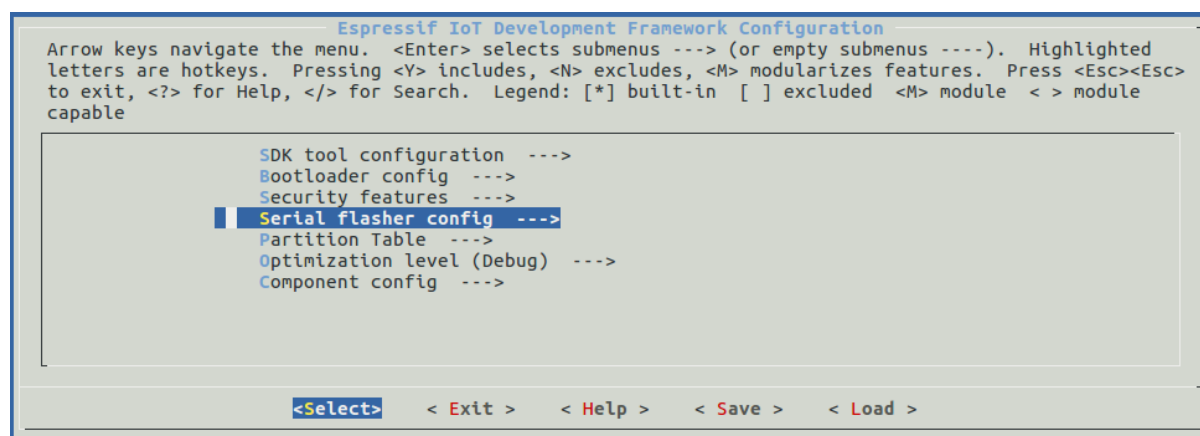 Espressif IoT Development Framework Configuration
Arrow keys navigate the menu.  <Enter> selects submenus ---> (or empty submenus ----).  Highlighted
letters are hotkeys.  Pressing <Y> includes, <N> excludes, <M> modularizes features.  Press <Esc><Esc>
to exit, <?> for Help, </> for Search.  Legend: [*] built-in  [ ] excluded  <M> module  < > module
capable
SDK tool configuration  --->
Bootloader config  --->
Security features  --->
Serial flasher config  --->
Partition Table  --->
Optimization level (Debug)  --->
Component config  --->
<Select>    < Exit >    < Help >    < Save >    < Load >